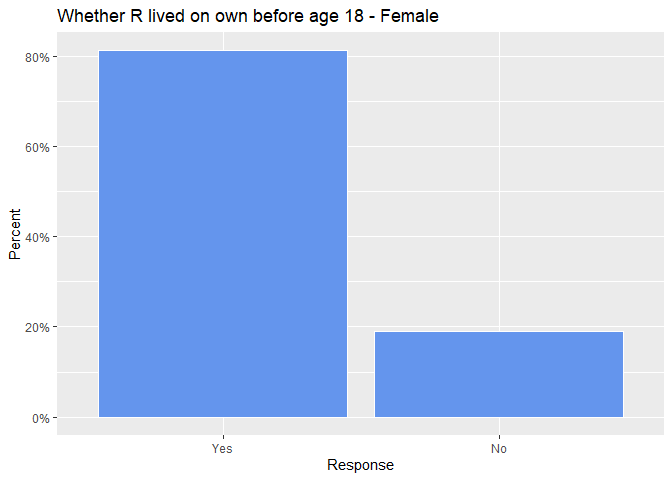 Whether R lived on own before age 18 - Female
80%
60%
40%
20%
0%
Percent
Yes
No
Response